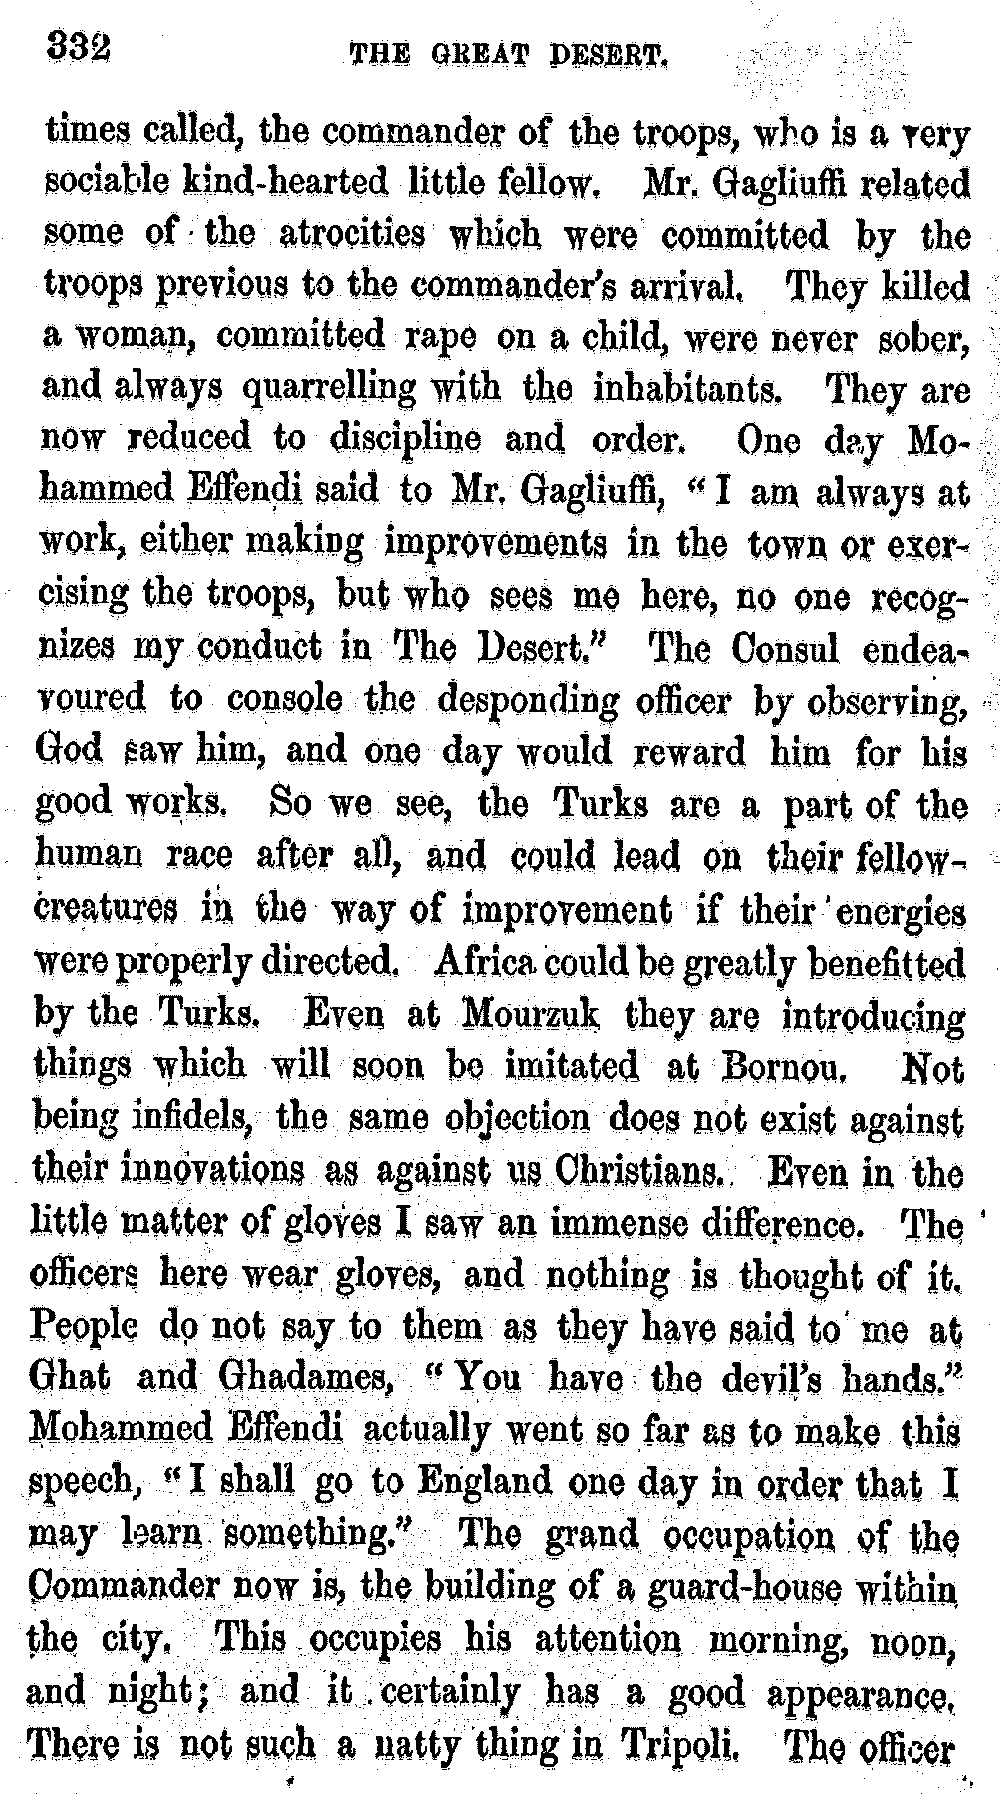 332 THE GREAT DESERT.
times called, the commander of the troops, who is a very
sociable kind-hearted little fellow. Mr. Gagliuffi related
some of the atrocities which were committed by the
troops previous to the commander's arrival. They killed
a woman, committed rape on a child, were never sober,
and always quarrelling with the inhabitants. They are
now reduced to discipline and order. One day Mo-
hammed Effendi said to Mr. Gagliuffi, "I am always at
work, either making improvements in the town or exer-
cising the troops, but who sees me here, no one recog-
nizes my conduct in The Desert." The Consul endea-
voured to console the desponding officer by observing,
God saw him, and one day would reward him for his
good works. So we see, the Turks are a part of the
human race after all, and could lead on their fellow-
creatures in the way of improvement if their energies
were properly directed. Africa could be greatly benefitted
by the Turks. Even at Mourzuk they are introducing
things which will soon be imitated at Bornou. Not
being infidels, the same objection does not exist against
their innovations as against us Christians. Even in the
little matter of gloves I saw an immense difference. The
officers here wear gloves, and nothing is thought of it.
People do not say to them as they have said to me at
Ghat and Ghadames, "You have the devil's hands."
Mohammed Effendi actually went so far as to make this
speech, "I shall go to England one day in order that I
may learn something." The grand occupation of the
Commander now is, the building of a guard-house within
the city. This occupies his attention morning, noon,
and night; and it certainly has a good appearance.
There is not such a natty thing in Tripoli. The officer